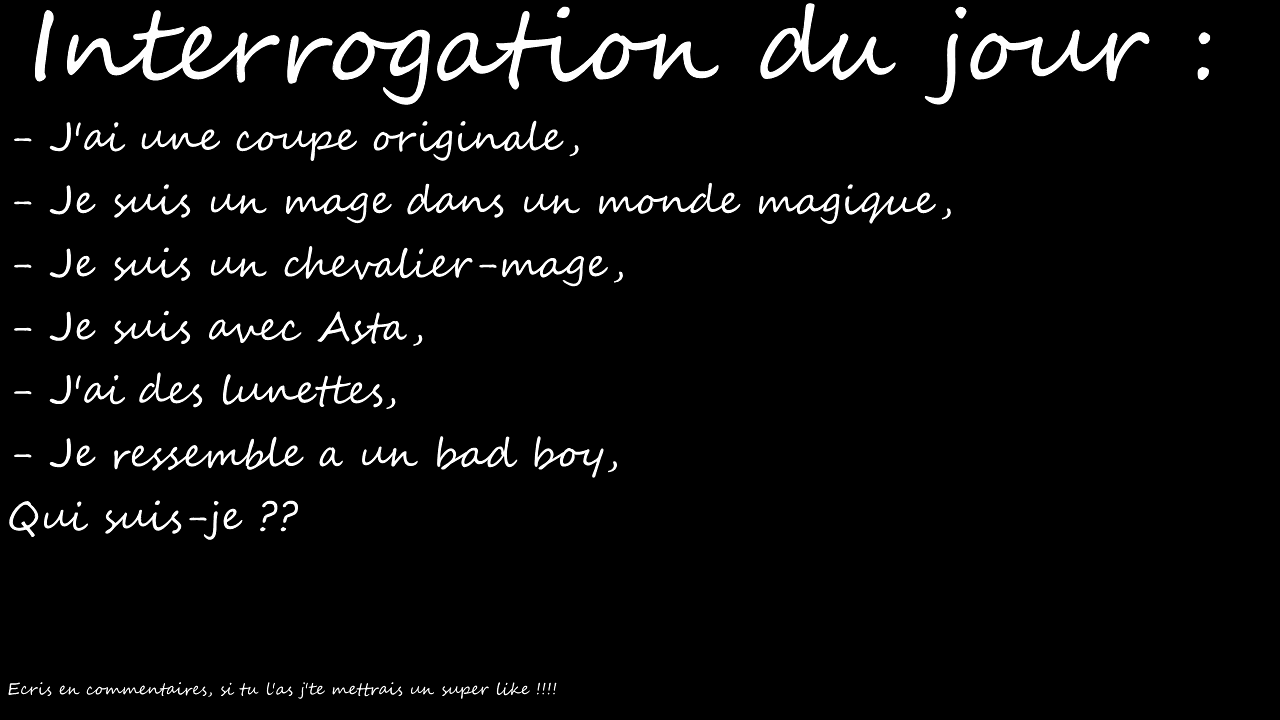 Interrogation du jour :
- J'ai une coupe originale,
- Je suis un mage dans un monde magique,
- Je suis un chevalier-mage,
- Je suis avec Asta,
- J'ai des lunettes,
- Je ressemble a un bad boy,
Qui suis-je ??
Ecris en commentaires, si tu l'as j'te mettrais un super like !!!!